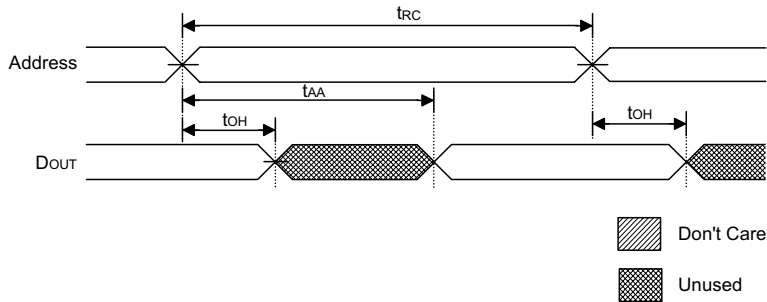 tRC
Address
tAA
tOH
tOH
DOUT
Don't Care
Unused